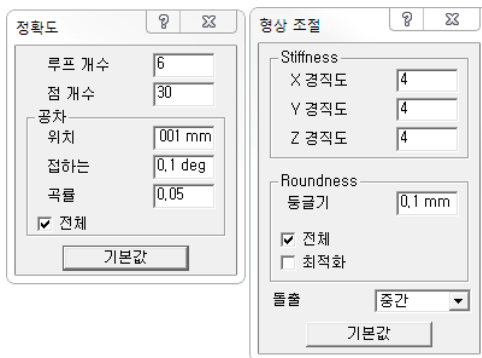 정확도
루프 개수 6
점 개수 30
공차
위치 001 mm
접하는 0,1 deg
곡률 0,05
전체
기본값
형상 조절
Stiffness
X 경직도 4
Y 경직도 4
Z 경직도 4
Roundness
둥글기 0,1 mm
전체
최적화
돌출 중간
기본값